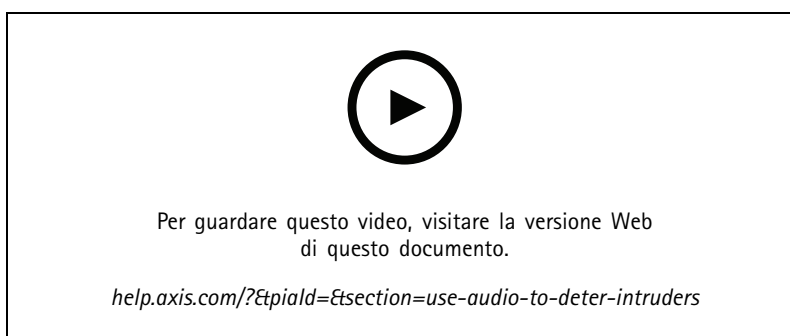 Per guardare questo video, visitare la versione Web
di questo documento.
help.axis.com/?&piaId=&section=use-audio-to-deter-intruders